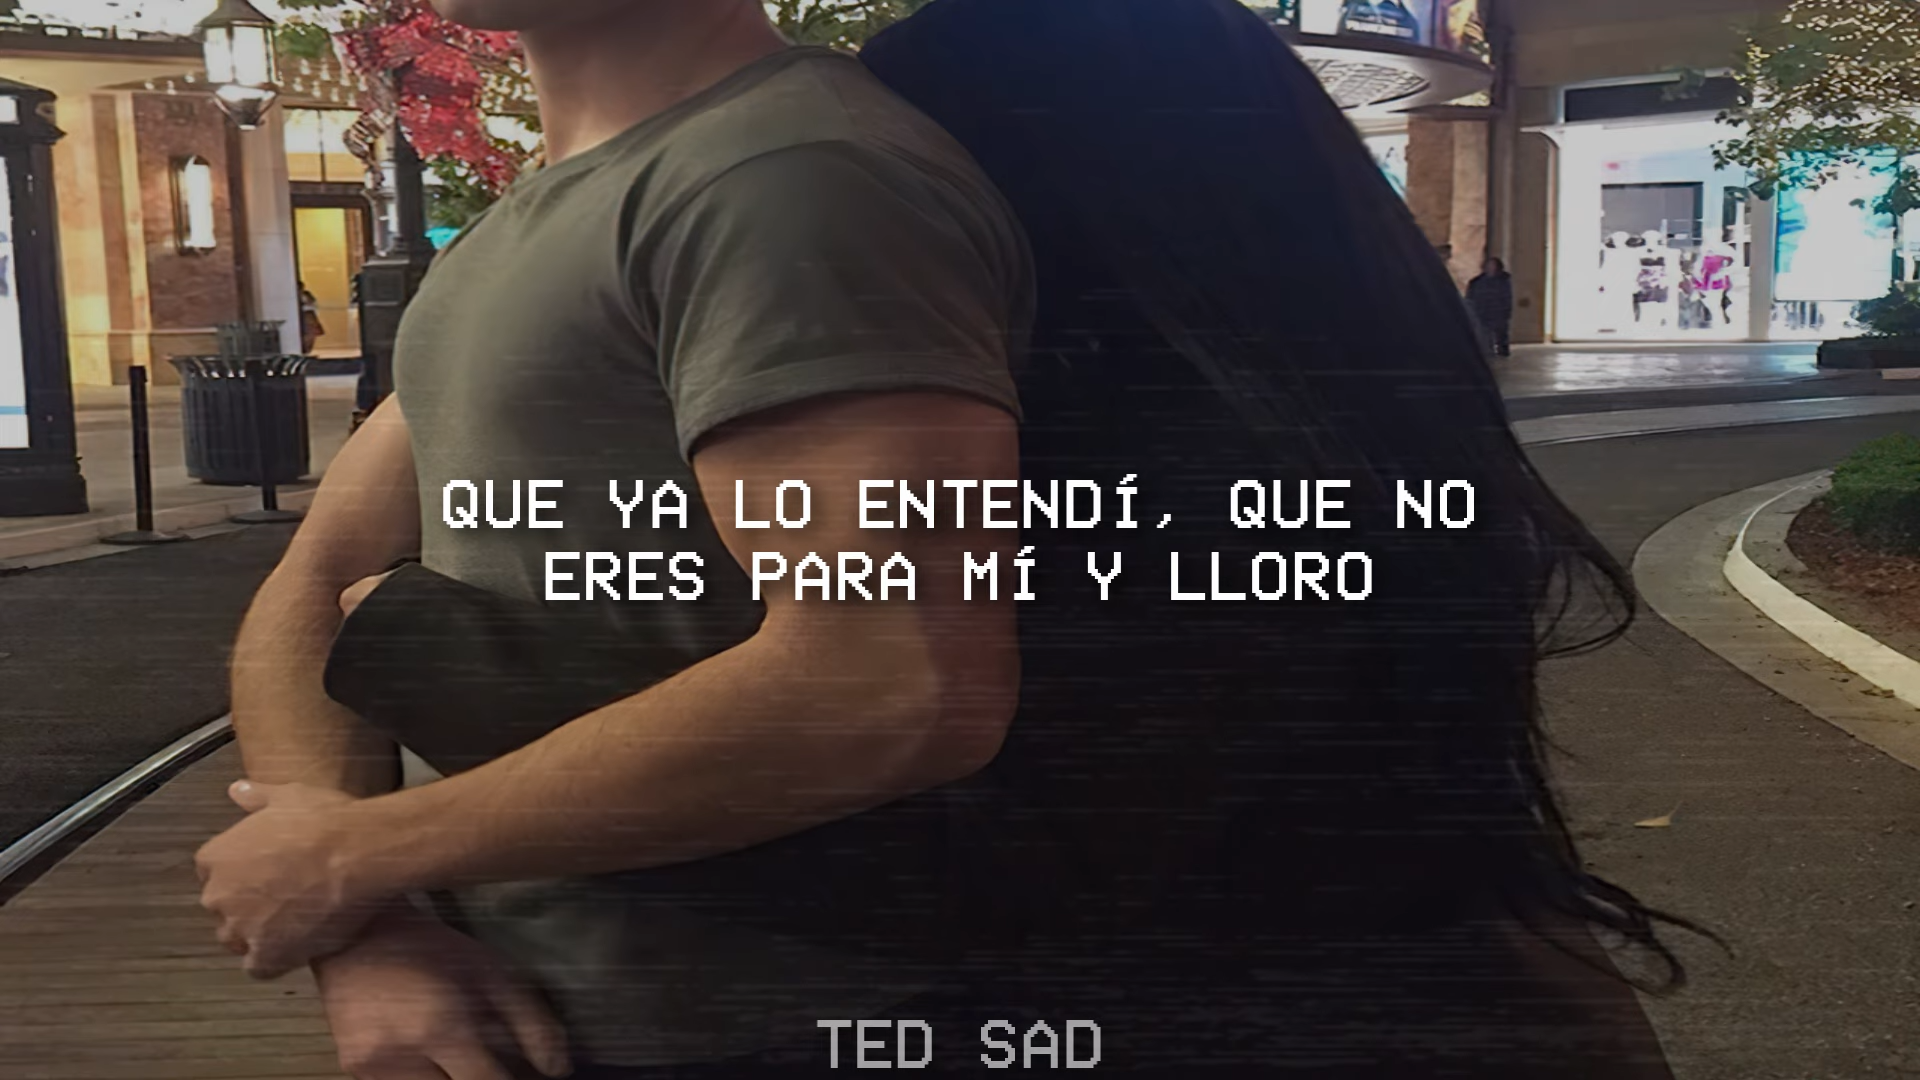 QUE YA LO ENTENDÍ, QUE NO
ERES PARA MÍ Y LLORO
TED SAD